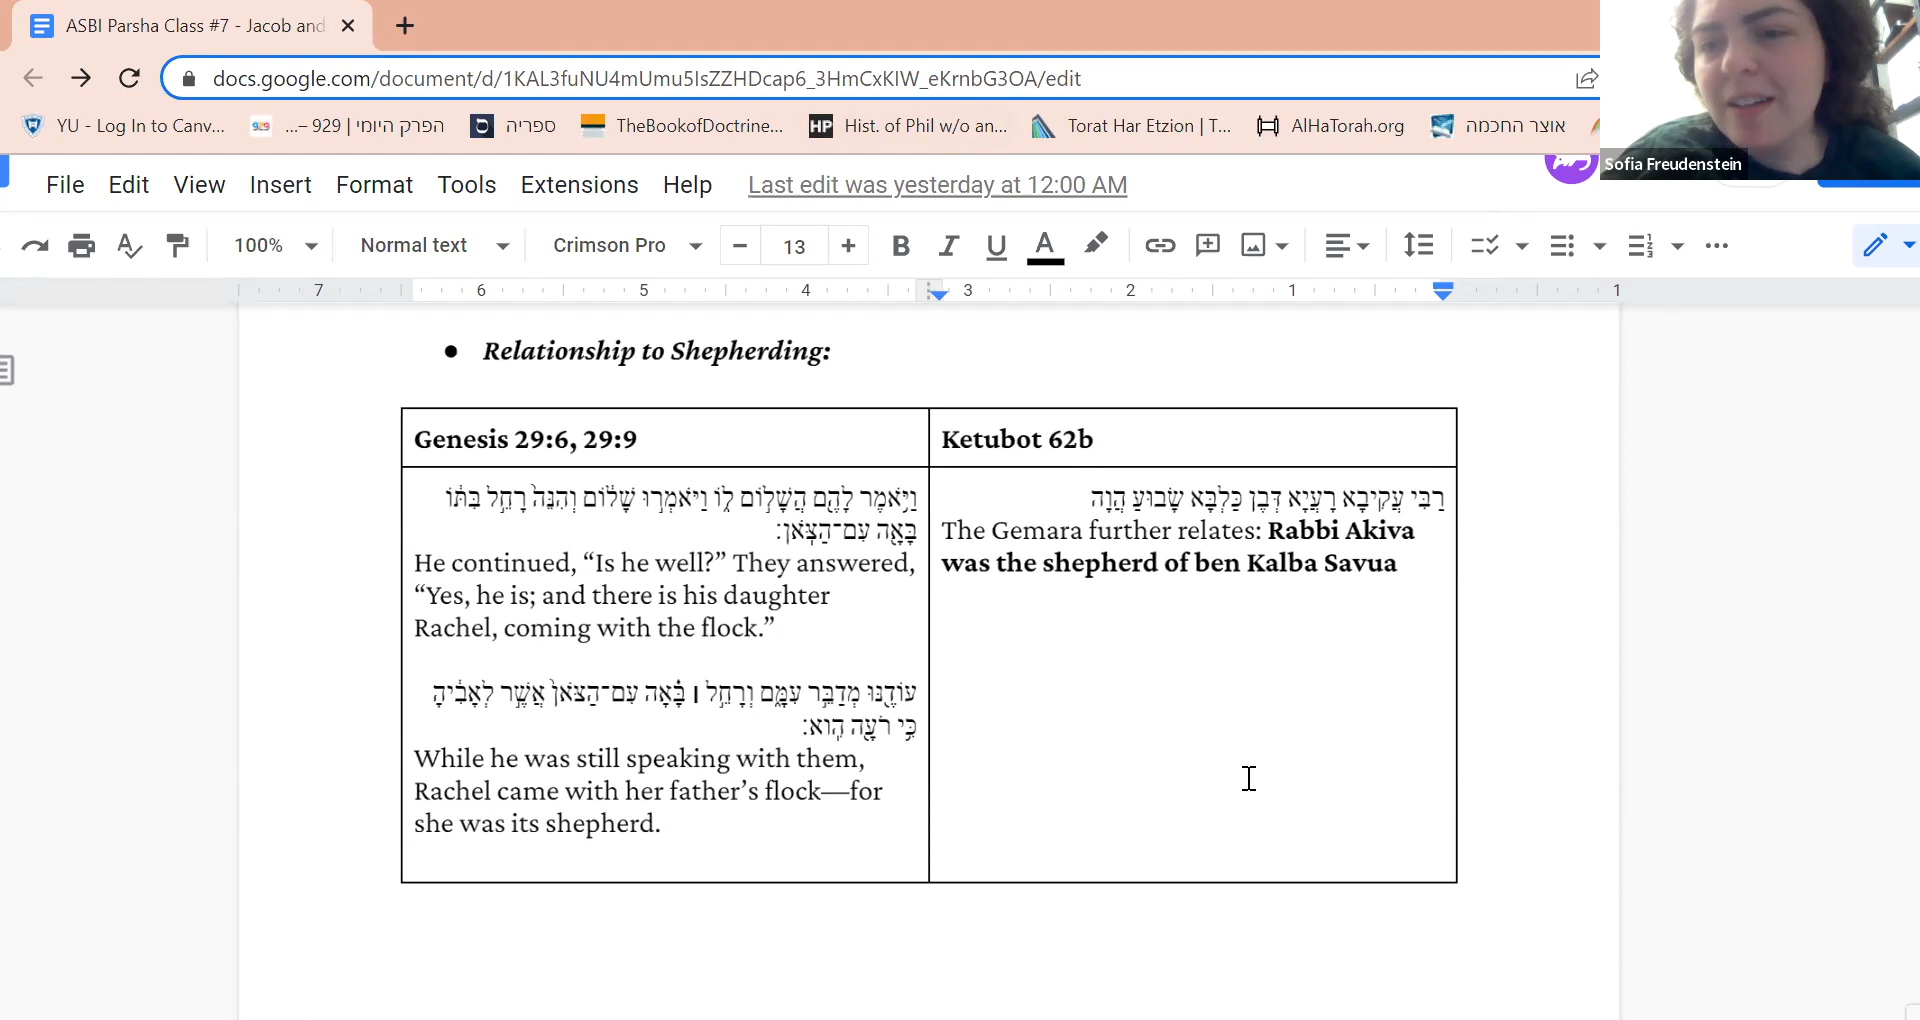 ASBI Parsha Class #7 - Jacob and
docs.google.com/document/d/1KAL3fuNU4mUmu5IsZZHDcap6_3HmCxKIW_eKrnbG3OA/edit
YU - Log In to Canv...
929
הפרק היומי | 929 –...
ספריה
TheBookofDoctrine...
HP
Hist. of Phil w/o an...
Torat Har Etzion | T...
AlHaTorah.org
אוצר החכמה
Sofia Freudenstein
File Edit View Insert Format Tools Extensions Help Last edit was yesterday at 12:00 AM
100% Normal text Crimson Pro 13 B I U A
7 6 5 4 3 2 1 1
● Relationship to Shepherding:
Genesis 29:6, 29:9
וַיֹּ֥אמֶר לָהֶ֖ם הֲשָׁל֣וֹם ל֑וֹ וַיֹּאמְר֣וּ שָׁל֔וֹם וְהִנֵּה֙ רָחֵ֣ל בִּתּ֔וֹ
בָּאָ֖ה עִם־הַצֹּֽאן׃
He continued, “Is he well?” They answered,
“Yes, he is; and there is his daughter
Rachel, coming with the flock.”
עוֹדֶ֖נּוּ מְדַבֵּ֣ר עִמָּ֑ם וְרָחֵ֣ל ׀ בָּ֗אָה עִם־הַצֹּאן֙ אֲשֶׁ֣ר לְאָבִ֔יהָ
כִּ֥י רֹעָ֖ה הִֽוא׃
While he was still speaking with them,
Rachel came with her father’s flock—for
she was its shepherd.
Ketubot 62b
רַבִּי עֲקִיבָא רָעֲיָא דְּבֶן כַּלְבָּא שָׂבוּעַ הֲוָה
The Gemara further relates: Rabbi Akiva
was the shepherd of ben Kalba Savua